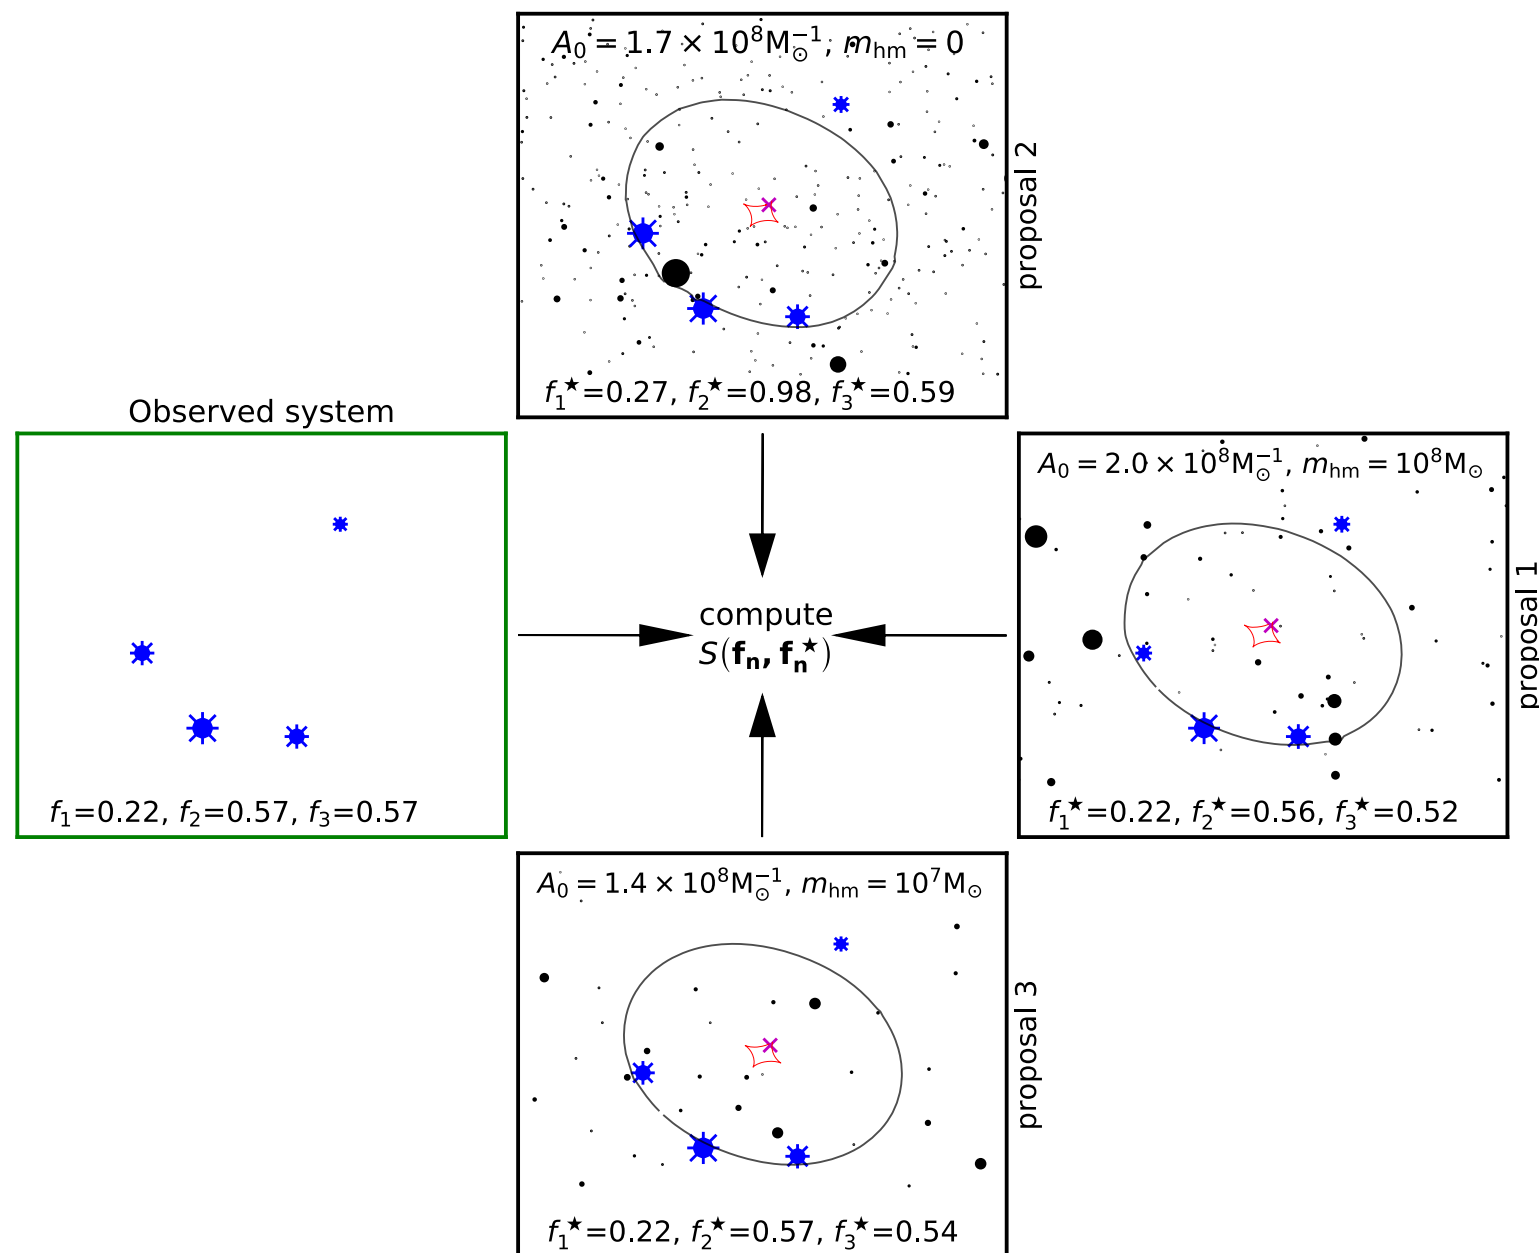 A₀ = 1.7 × 10⁸M⊙⁻¹, m_hm = 0
proposal 2
f₁★=0.27, f₂★=0.98, f₃★=0.59
Observed system
f₁=0.22, f₂=0.57, f₃=0.57
compute
S(fₙ, fₙ★)
A₀ = 2.0 × 10⁸M⊙⁻¹, m_hm = 10⁸M⊙
proposal 1
f₁★=0.22, f₂★=0.56, f₃★=0.52
A₀ = 1.4 × 10⁸M⊙⁻¹, m_hm = 10⁷M⊙
proposal 3
f₁★=0.22, f₂★=0.57, f₃★=0.54